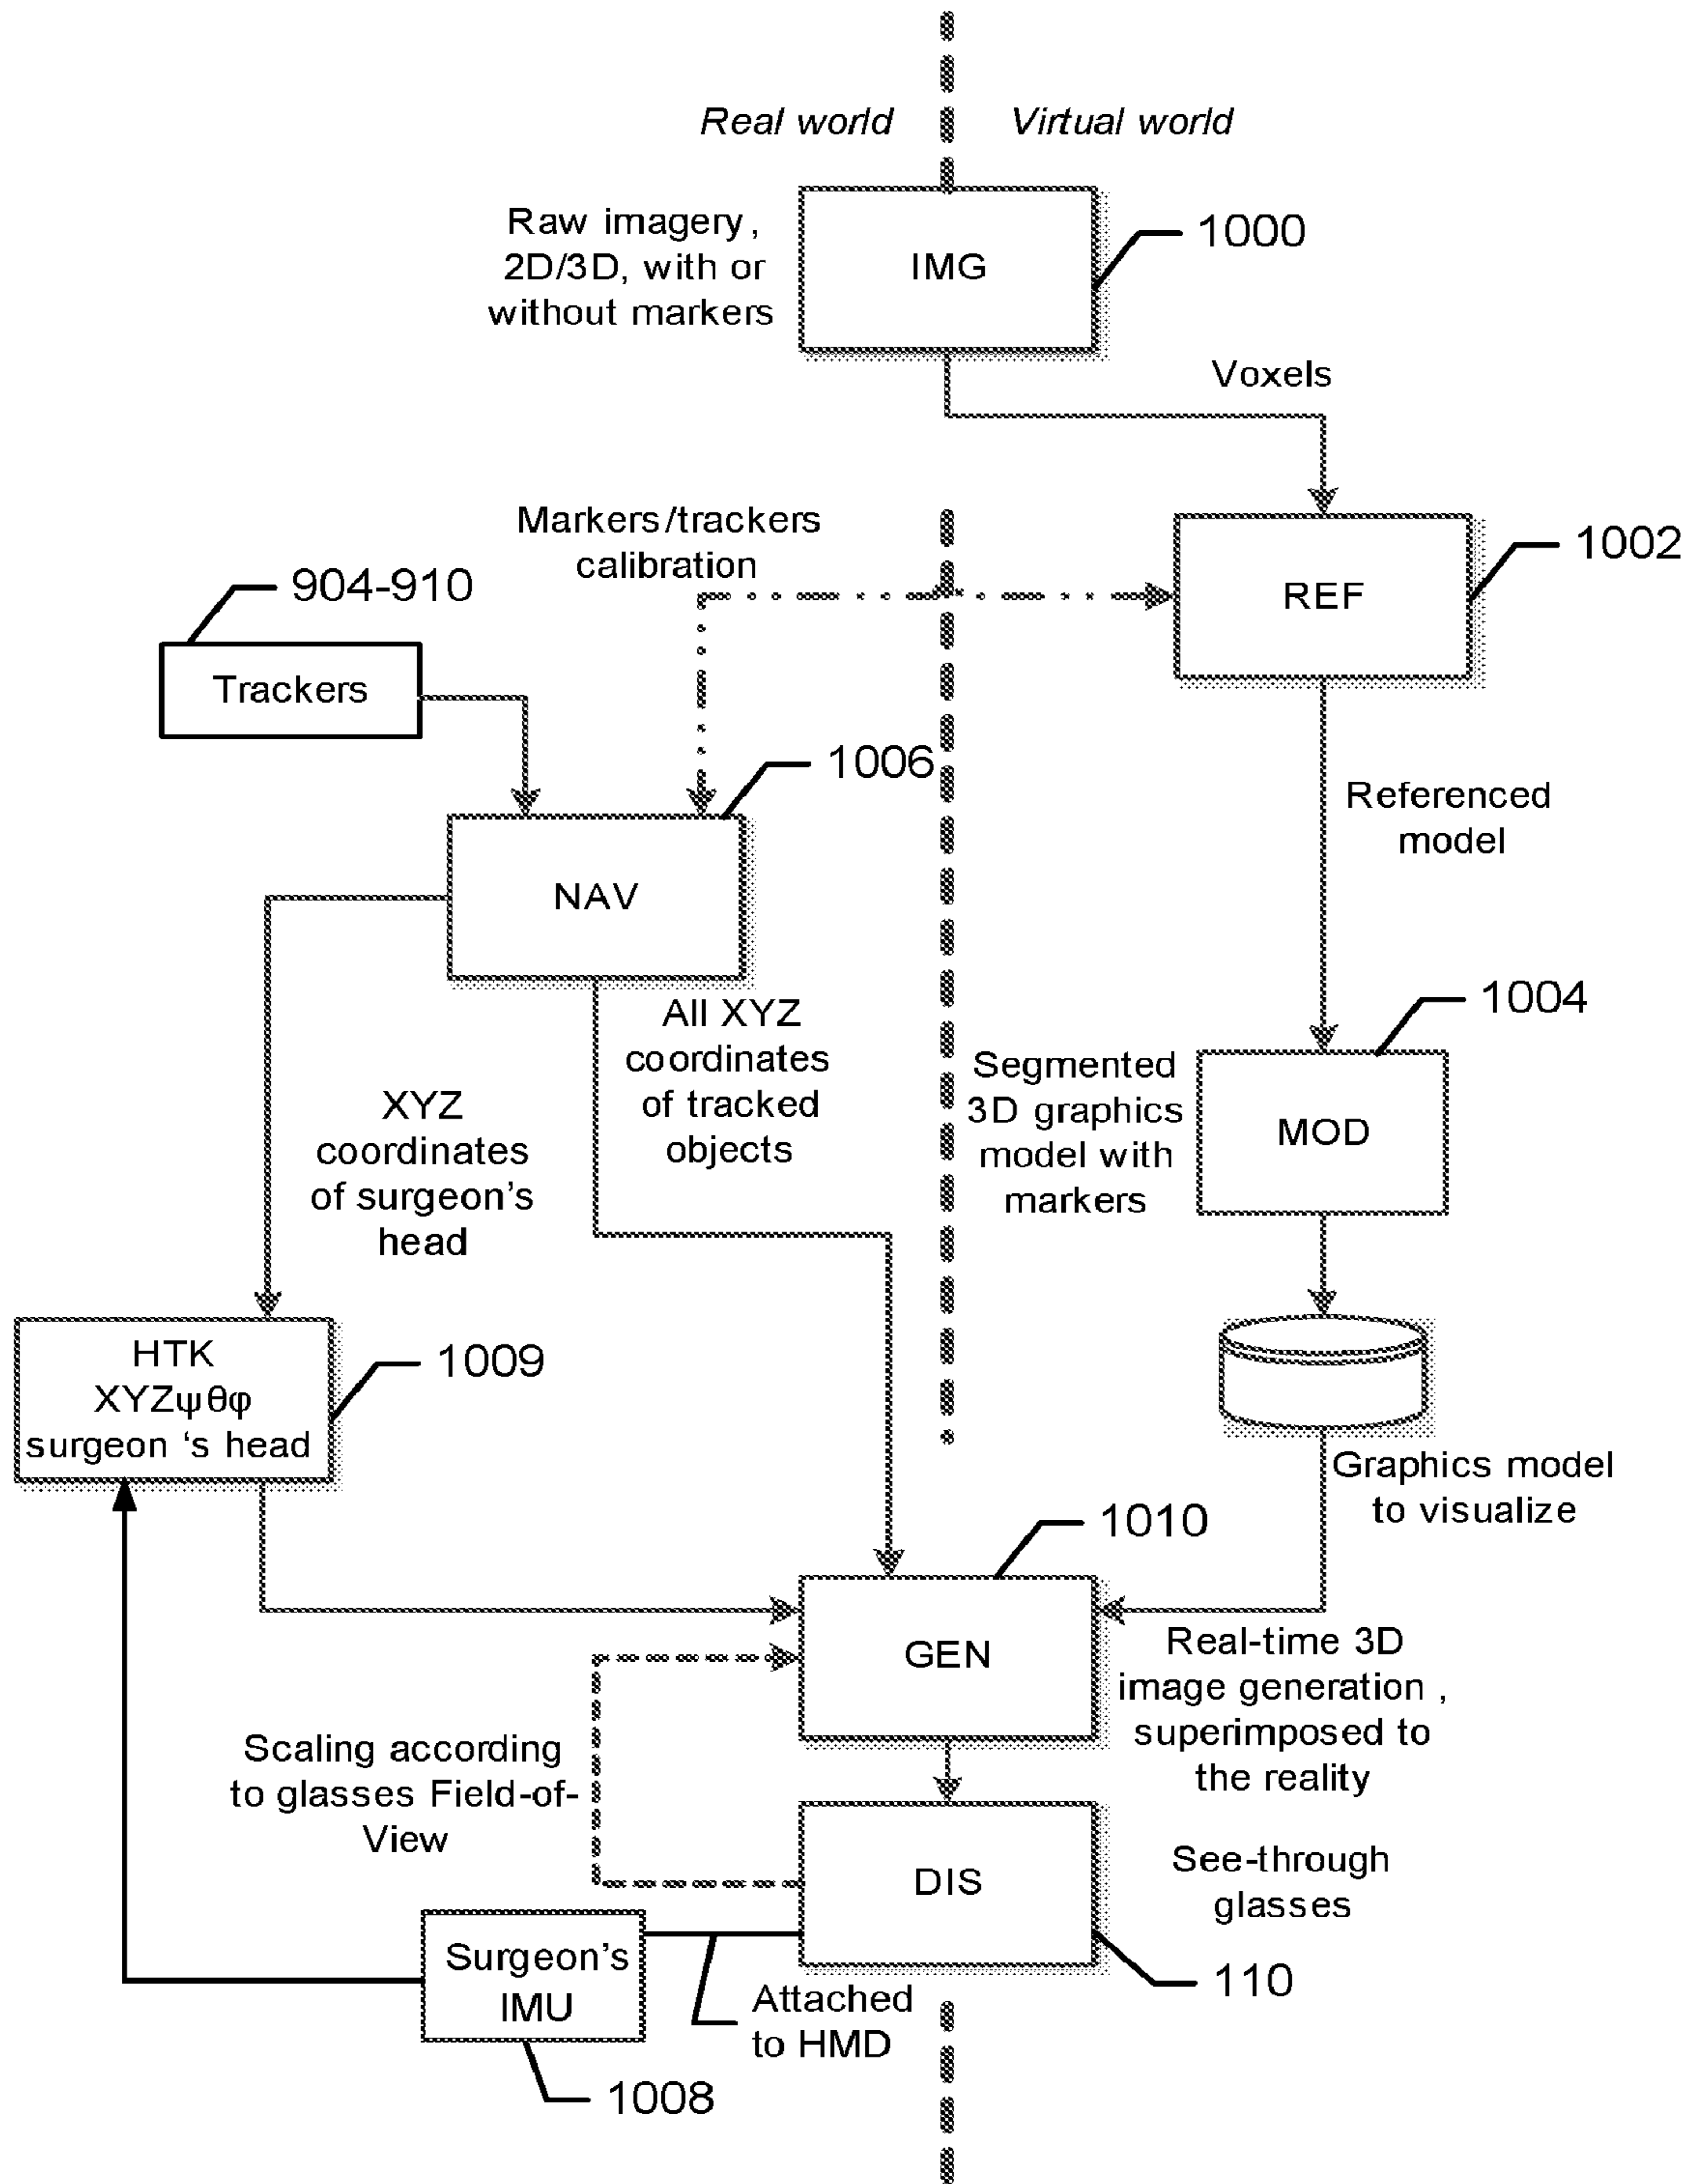 Real world
Virtual world
Raw imagery,
2D/3D, with or
without markers
IMG
1000
Voxels
Markers/trackers
calibration
904-910
Trackers
REF
1002
1006
NAV
Referenced
model
1004
All XYZ
coordinates
of tracked
objects
XYZ
coordinates
of surgeon's
head
Segmented
3D graphics
model with
markers
MOD
HTK
XYZψθφ
surgeon 's head
1009
Graphics model
to visualize
1010
GEN
Real-time 3D
image generation ,
superimposed to
the reality
Scaling according
to glasses Field-of-
View
DIS
See-through
glasses
110
Surgeon's
IMU
Attached
to HMD
1008